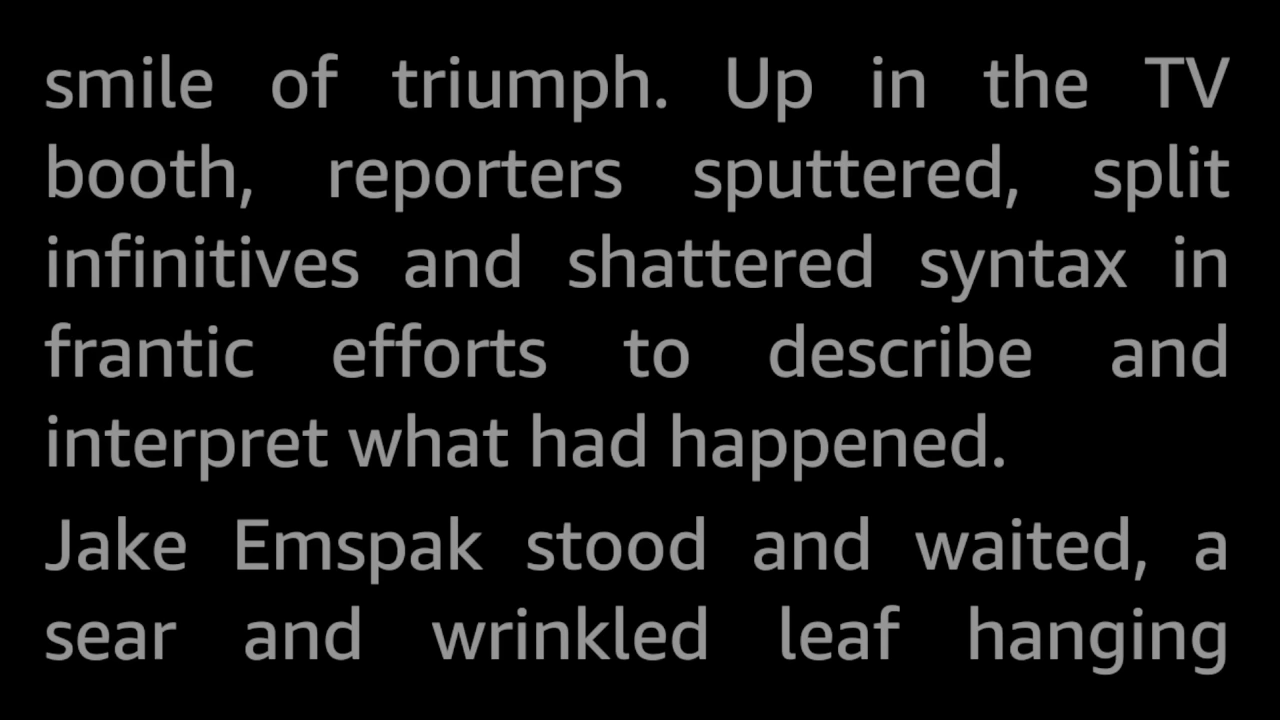 smile of triumph. Up in the TV
booth, reporters sputtered, split
infinitives and shattered syntax in
frantic efforts to describe and
interpret what had happened.
Jake Emspak stood and waited, a
sear and wrinkled leaf hanging